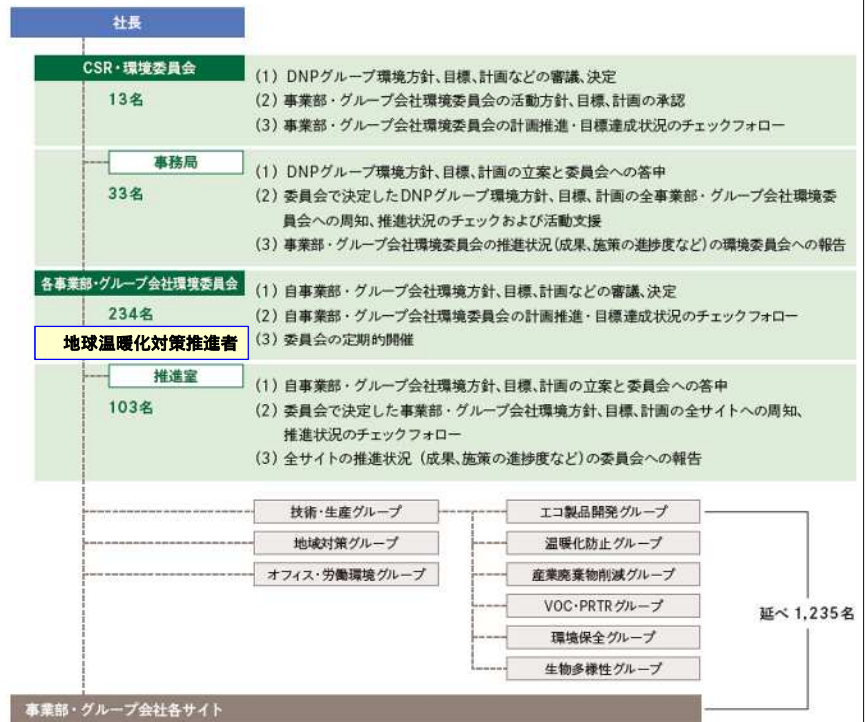 社長
CSR・環境委員会
13名
(1) DNPグループ環境方針、目標、計画などの審議、決定
(2) 事業部・グループ会社環境委員会の活動方針、目標、計画の承認
(3) 事業部・グループ会社環境委員会の計画推進・目標達成状況のチェックフォロー
事務局
33名
(1) DNPグループ環境方針、目標、計画の立案と委員会への答申
(2) 委員会で決定したDNPグループ環境方針、目標、計画の全事業部・グループ会社環境委
員会への周知、推進状況のチェックおよび活動支援
(3) 事業部・グループ会社環境委員会の推進状況(成果、施策の進捗度など)の環境委員会への報告
各事業部・グループ会社環境委員会
234名
地球温暖化対策推進者
(1) 自事業部・グループ会社環境方針、目標、計画などの審議、決定
(2) 自事業部・グループ会社環境委員会の計画推進・目標達成状況のチェックフォロー
(3) 委員会の定期的開催
推進室
103名
(1) 自事業部・グループ会社環境方針、目標、計画の立案と委員会への答申
(2) 委員会で決定した事業部・グループ会社環境方針、目標、計画の全サイトへの周知、
推進状況のチェックフォロー
(3) 全サイトの推進状況(成果、施策の進捗度など)の委員会への報告
技術・生産グループ
地域対策グループ
オフィス・労働環境グループ
エコ製品開発グループ
温暖化防止グループ
産業廃棄物削減グループ
VOC・PRTRグループ
環境保全グループ
生物多様性グループ
延べ 1,235名
事業部・グループ会社各サイト